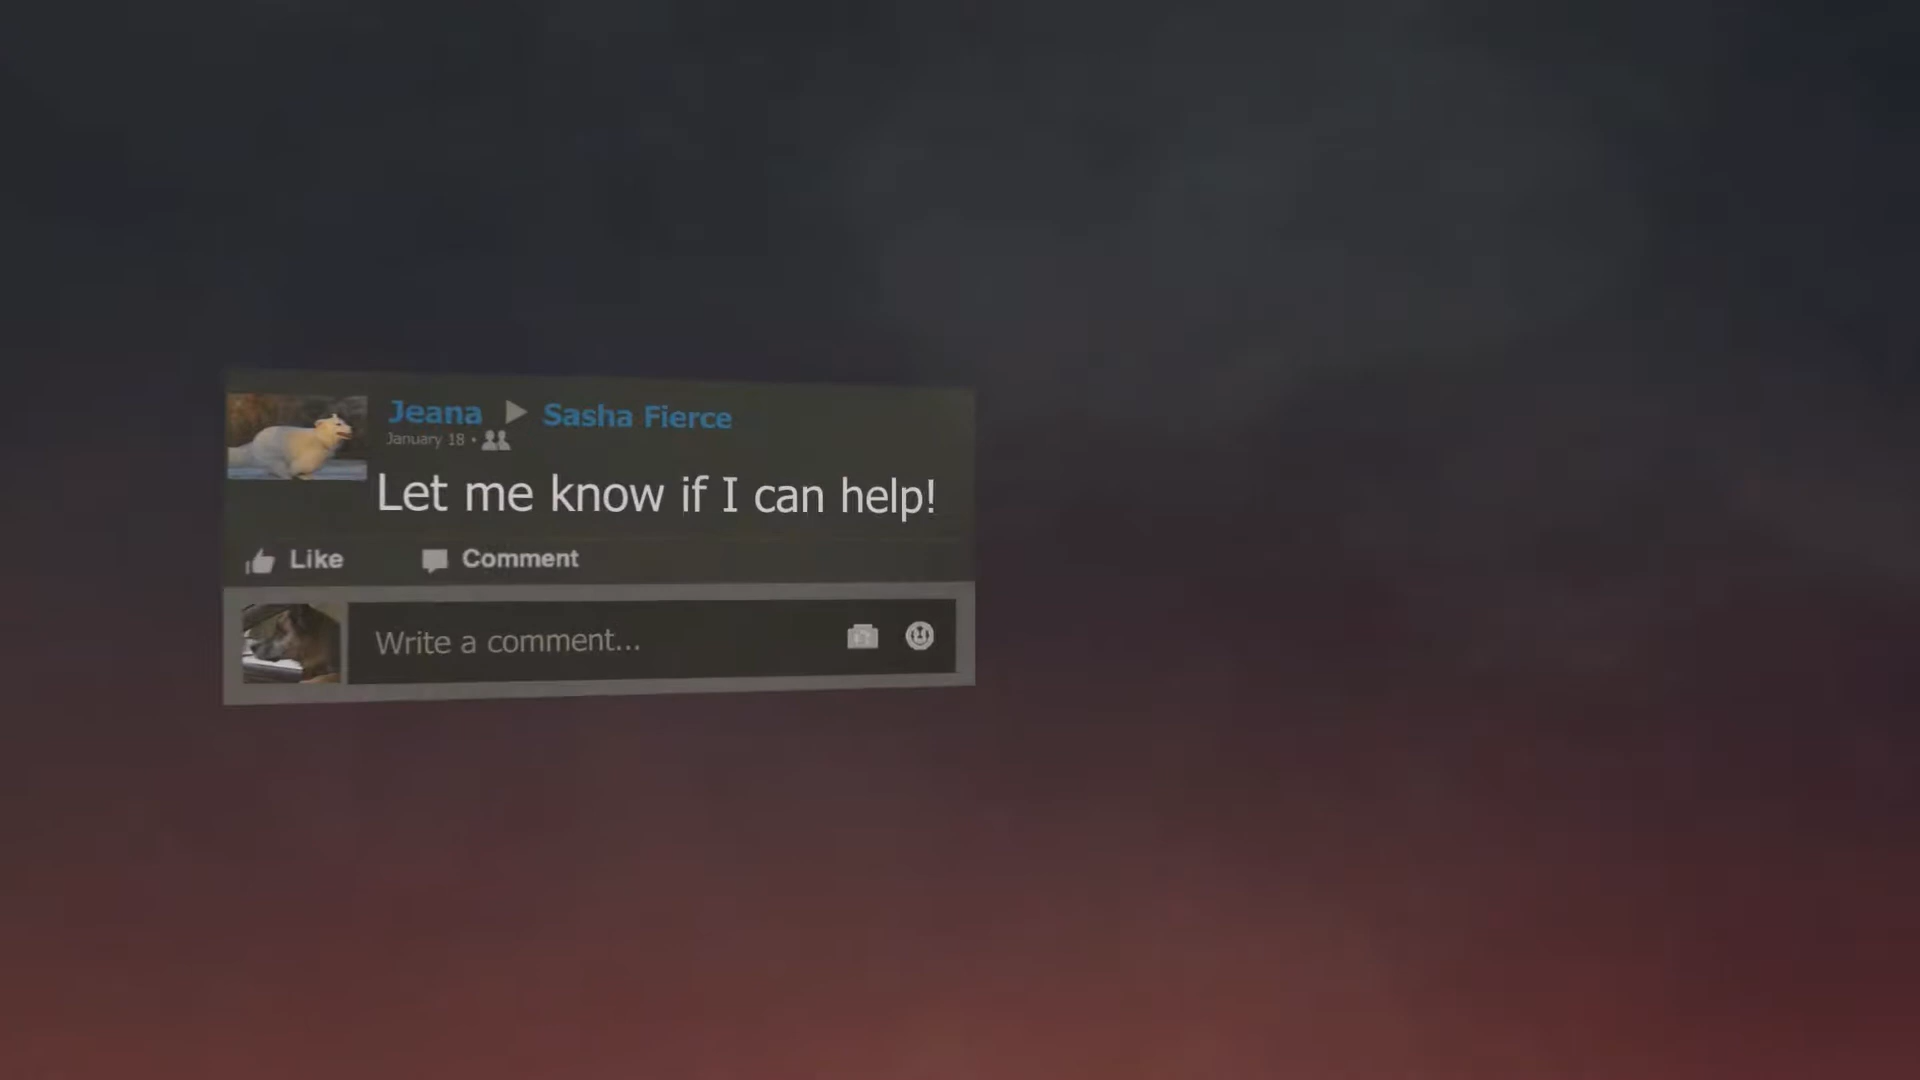 Jeana ▶ Sasha Fierce
January 18 •
Let me know if I can help!
Like Comment
Write a comment...